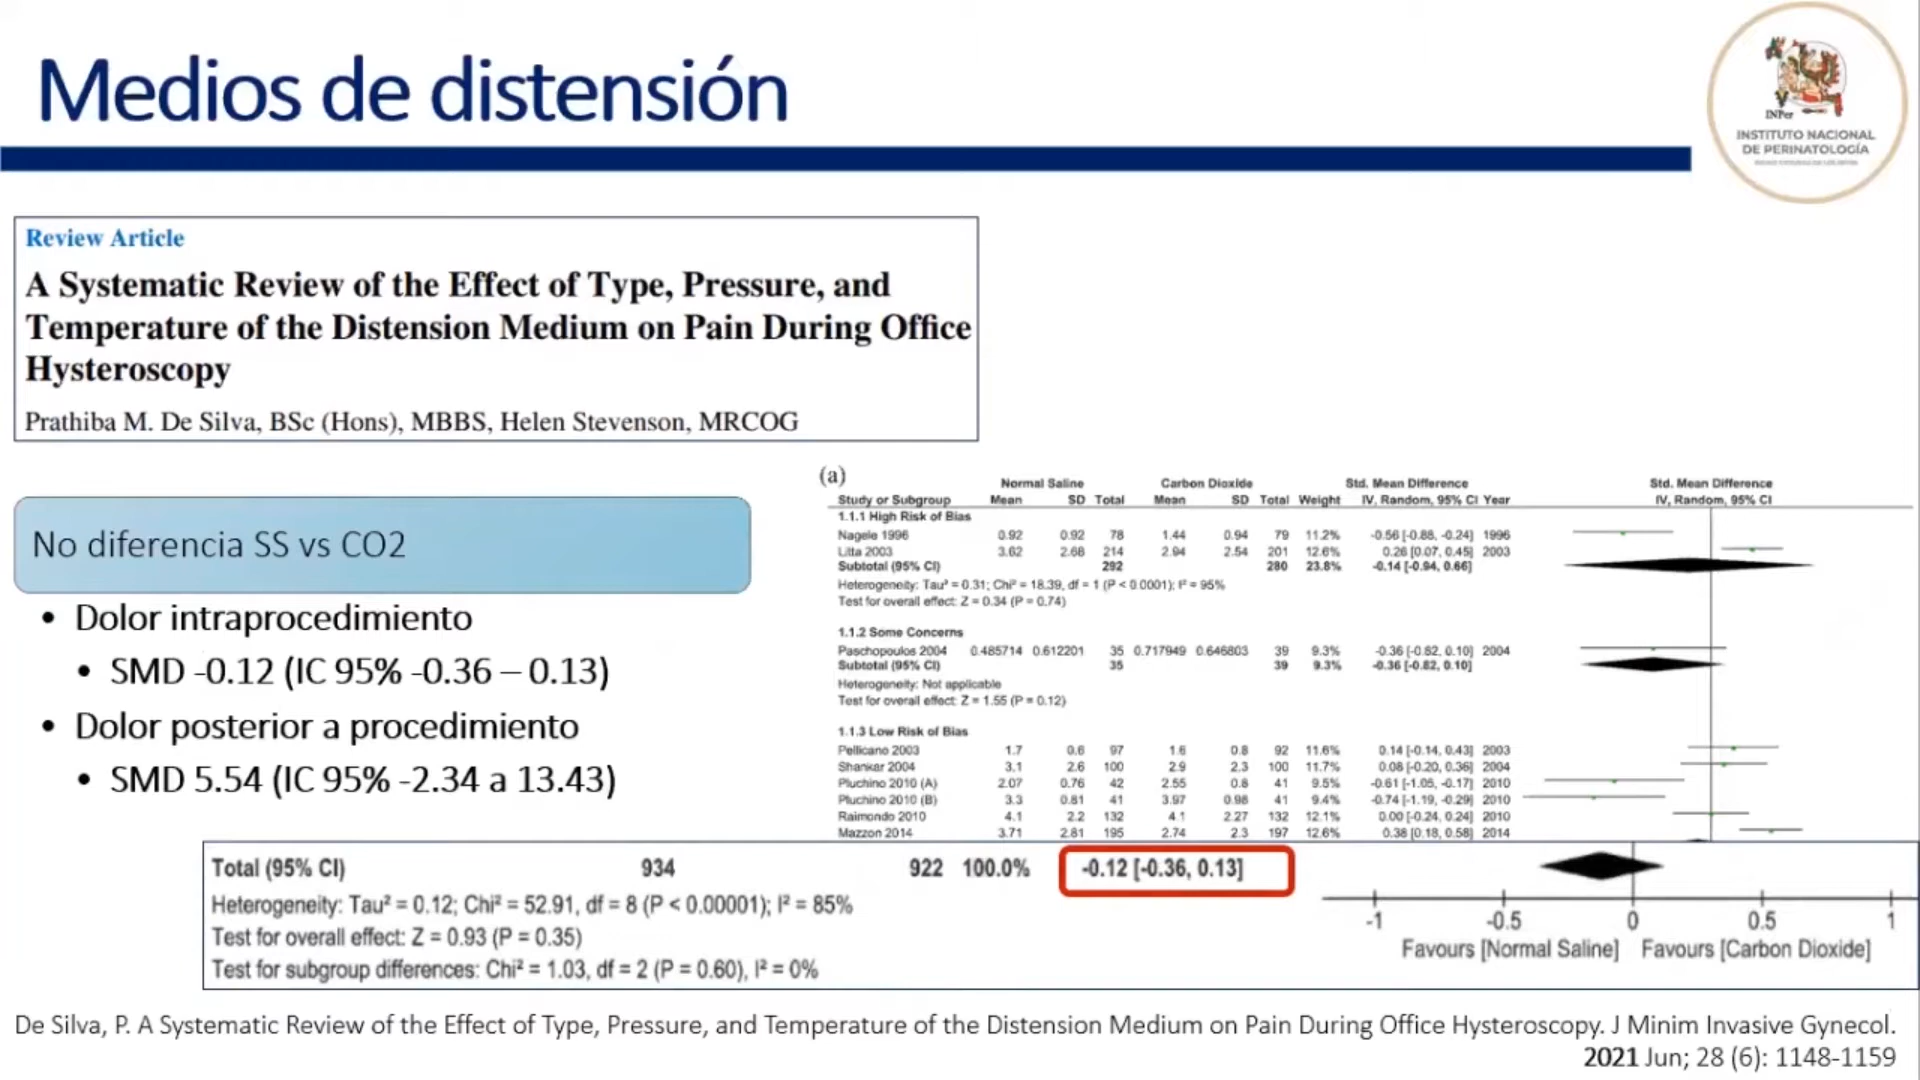 Medios de distensión
INPer
INSTITUTO NACIONAL
DE PERINATOLOGÍA
Review Article
A Systematic Review of the Effect of Type, Pressure, and
Temperature of the Distension Medium on Pain During Office
Hysteroscopy
Prathiba M. De Silva, BSc (Hons), MBBS, Helen Stevenson, MRCOG
No diferencia SS vs CO2
• Dolor intraprocedimiento
• SMD -0.12 (IC 95% -0.36 – 0.13)
• Dolor posterior a procedimiento
• SMD 5.54 (IC 95% -2.34 a 13.43)
(a)
Normal Saline Carbon Dioxide Std. Mean Difference Std. Mean Difference
Study or Subgroup Mean SD Total Mean SD Total Weight IV, Random, 95% CI Year IV, Random, 95% CI
1.1.1 High Risk of Bias
Nagele 1996 0.92 0.92 78 1.44 0.94 79 11.2% -0.56 [-0.88, -0.24] 1996
Litta 2003 3.62 2.68 214 2.94 2.54 201 12.6% 0.26 [0.07, 0.45] 2003
Subtotal (95% CI) 292 280 23.8% -0.14 [-0.94, 0.66]
Heterogeneity: Tau² = 0.31; Chi² = 18.39, df = 1 (P < 0.0001); I² = 95%
Test for overall effect: Z = 0.34 (P = 0.74)
1.1.2 Some Concerns
Paschopoulos 2004 0.485714 0.612201 35 0.717949 0.646803 39 9.3% -0.36 [-0.82, 0.10] 2004
Subtotal (95% CI) 35 39 9.3% -0.36 [-0.82, 0.10]
Heterogeneity: Not applicable
Test for overall effect: Z = 1.55 (P = 0.12)
1.1.3 Low Risk of Bias
Pellicano 2003 1.7 0.6 97 1.6 0.8 92 11.6% 0.14 [-0.14, 0.43] 2003
Shankar 2004 3.1 2.6 100 2.9 2.3 100 11.7% 0.08 [-0.20, 0.36] 2004
Pluchino 2010 (A) 2.07 0.76 42 2.55 0.8 41 9.5% -0.61 [-1.05, -0.17] 2010
Pluchino 2010 (B) 3.3 0.81 41 3.97 0.98 41 9.4% -0.74 [-1.19, -0.29] 2010
Raimondo 2010 4.1 2.2 132 4.1 2.27 132 12.1% 0.00 [-0.24, 0.24] 2010
Mazzon 2014 3.71 2.81 195 2.74 2.3 197 12.6% 0.38 [0.18, 0.58] 2014
Total (95% CI) 934 922 100.0% -0.12 [-0.36, 0.13]
Heterogeneity: Tau² = 0.12; Chi² = 52.91, df = 8 (P < 0.00001); I² = 85%
Test for overall effect: Z = 0.93 (P = 0.35)
Test for subgroup differences: Chi² = 1.03, df = 2 (P = 0.60), I² = 0%
-1 -0.5 0 0.5 1
Favours [Normal Saline] Favours [Carbon Dioxide]
De Silva, P. A Systematic Review of the Effect of Type, Pressure, and Temperature of the Distension Medium on Pain During Office Hysteroscopy. J Minim Invasive Gynecol.
2021 Jun; 28 (6): 1148-1159